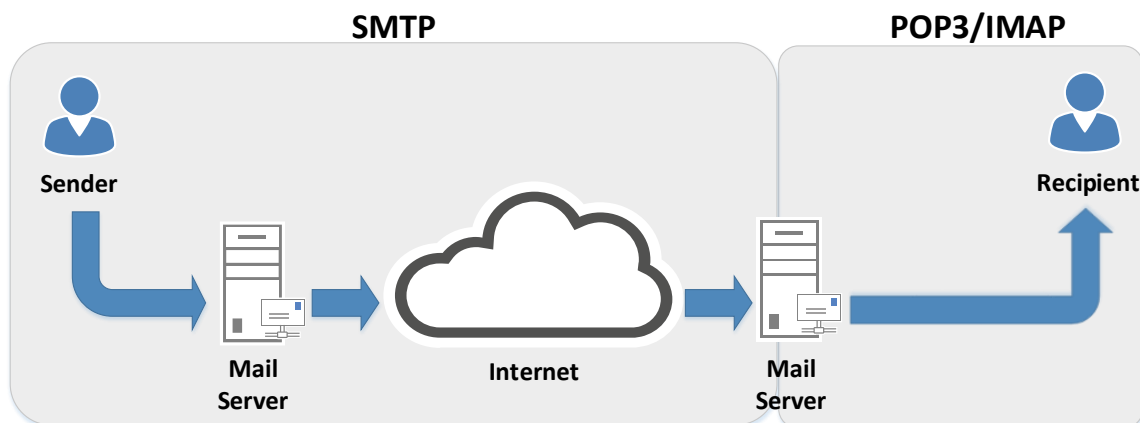 SMTP
POP3/IMAP
Sender
Recipient
Mail
Server
Internet
Mail
Server